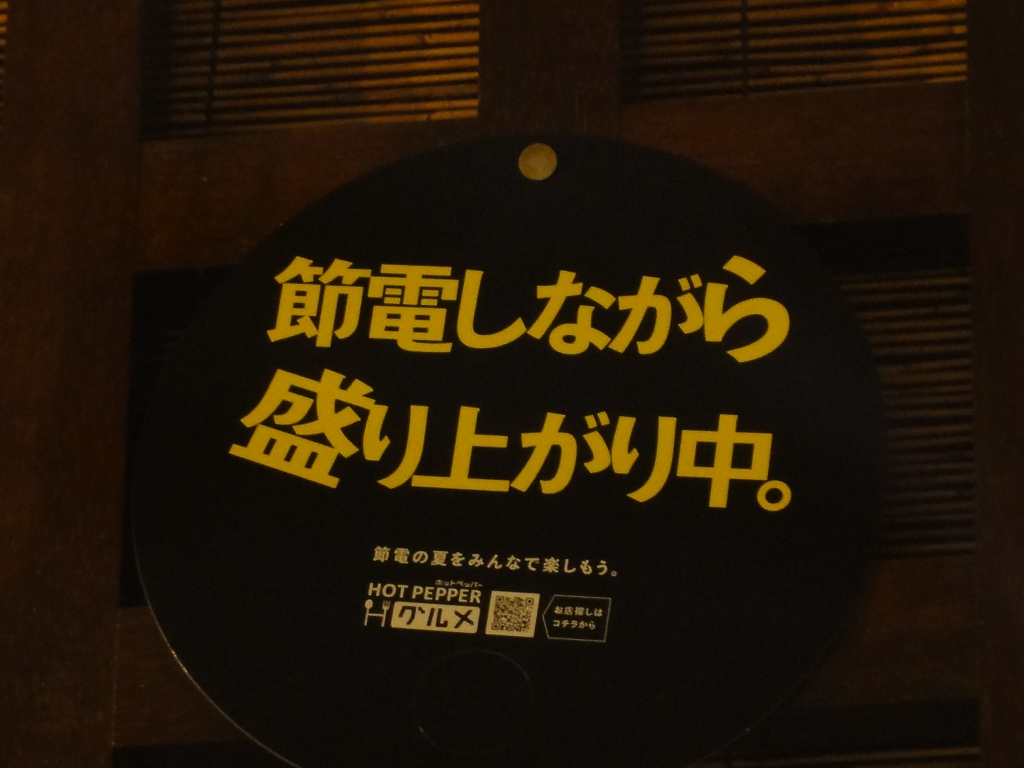 節電しながら
盛り上がり中。
節電の夏をみんなで楽しもう。
ホットペッパー
HOT PEPPER
グルメ
お店探しは
コチラから